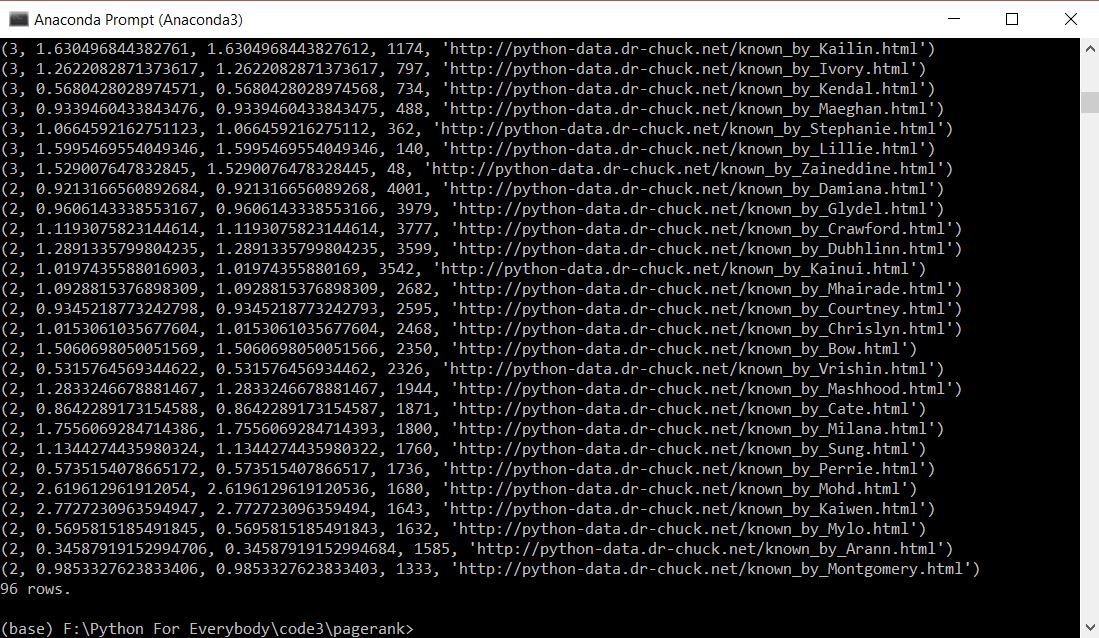 Anaconda Prompt (Anaconda3)
(3, 1.630496844382761, 1.6304968443827612, 1174, 'http://python-data.dr-chuck.net/known_by_Kailin.html')
(3, 1.2622082871373617, 1.2622082871373617, 797, 'http://python-data.dr-chuck.net/known_by_Ivory.html')
(3, 0.5680428028974571, 0.5680428028974568, 734, 'http://python-data.dr-chuck.net/known_by_Kendal.html')
(3, 0.9339460433843476, 0.9339460433843475, 488, 'http://python-data.dr-chuck.net/known_by_Maeghan.html')
(3, 1.0664592162751123, 1.066459216275112, 362, 'http://python-data.dr-chuck.net/known_by_Stephanie.html')
(3, 1.5995469554049346, 1.5995469554049346, 140, 'http://python-data.dr-chuck.net/known_by_Lillie.html')
(3, 1.529007647832845, 1.5290076478328445, 48, 'http://python-data.dr-chuck.net/known_by_Zaineddine.html')
(2, 0.9213166560892684, 0.921316656089268, 4001, 'http://python-data.dr-chuck.net/known_by_Damiana.html')
(2, 0.9606143338553167, 0.9606143338553166, 3979, 'http://python-data.dr-chuck.net/known_by_Glydel.html')
(2, 1.1193075823144614, 1.1193075823144614, 3777, 'http://python-data.dr-chuck.net/known_by_Crawford.html')
(2, 1.2891335799804235, 1.2891335799804235, 3599, 'http://python-data.dr-chuck.net/known_by_Dubhlinn.html')
(2, 1.0197435588016903, 1.01974355880169, 3542, 'http://python-data.dr-chuck.net/known_by_Kainui.html')
(2, 1.0928815376898309, 1.0928815376898309, 2682, 'http://python-data.dr-chuck.net/known_by_Mhairade.html')
(2, 0.9345218773242798, 0.9345218773242793, 2595, 'http://python-data.dr-chuck.net/known_by_Courtney.html')
(2, 1.0153061035677604, 1.0153061035677604, 2468, 'http://python-data.dr-chuck.net/known_by_Chrislyn.html')
(2, 1.5060698050051569, 1.5060698050051566, 2350, 'http://python-data.dr-chuck.net/known_by_Bow.html')
(2, 0.5315764569344622, 0.531576456934462, 2326, 'http://python-data.dr-chuck.net/known_by_Vrishin.html')
(2, 1.2833246678881467, 1.2833246678881467, 1944, 'http://python-data.dr-chuck.net/known_by_Mashhood.html')
(2, 0.8642289173154588, 0.8642289173154587, 1871, 'http://python-data.dr-chuck.net/known_by_Cate.html')
(2, 1.7556069284714386, 1.7556069284714393, 1800, 'http://python-data.dr-chuck.net/known_by_Milana.html')
(2, 1.1344274435980324, 1.1344274435980322, 1760, 'http://python-data.dr-chuck.net/known_by_Sung.html')
(2, 0.5735154078665172, 0.573515407866517, 1736, 'http://python-data.dr-chuck.net/known_by_Perrie.html')
(2, 2.619612961912054, 2.6196129619120536, 1680, 'http://python-data.dr-chuck.net/known_by_Mohd.html')
(2, 2.7727230963594947, 2.772723096359494, 1643, 'http://python-data.dr-chuck.net/known_by_Kaiwen.html')
(2, 0.5695815185491845, 0.5695815185491843, 1632, 'http://python-data.dr-chuck.net/known_by_Mylo.html')
(2, 0.34587919152994706, 0.34587919152994684, 1585, 'http://python-data.dr-chuck.net/known_by_Arann.html')
(2, 0.9853327623833406, 0.9853327623833403, 1333, 'http://python-data.dr-chuck.net/known_by_Montgomery.html')
96 rows.
(base) F:\Python For Everybody\code3\pagerank>